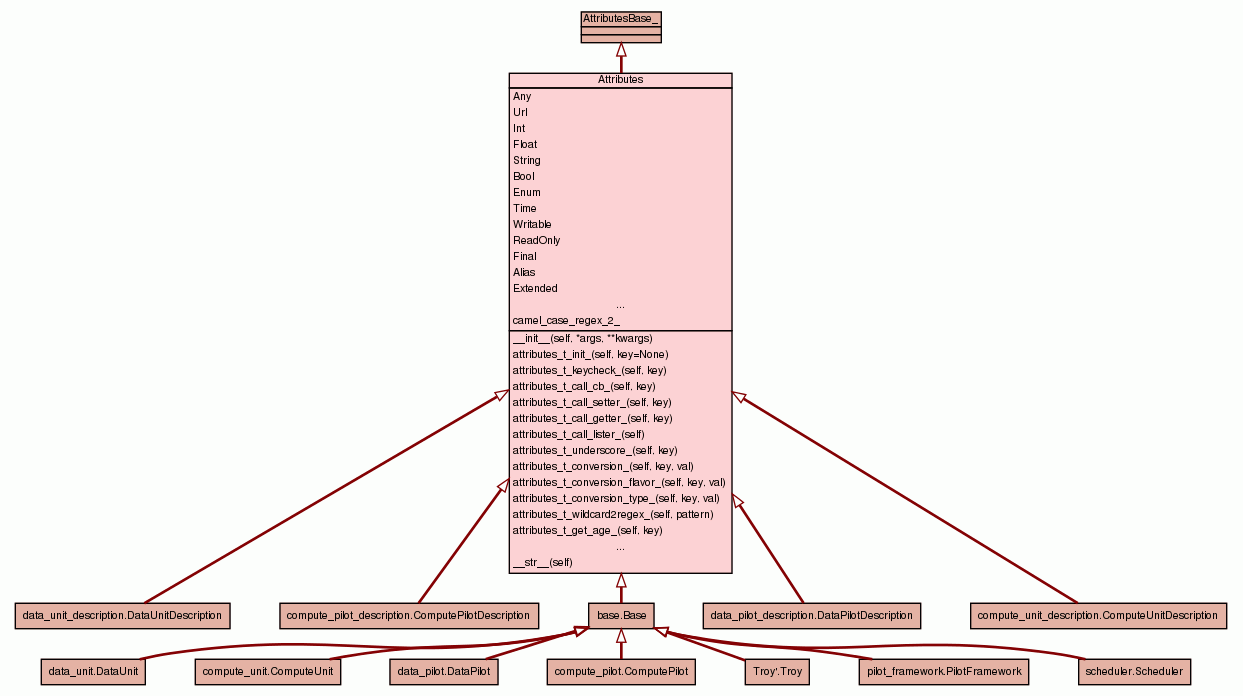 AttributesBase_
Attributes
Any
Url
Int
Float
String
Bool
Enum
Time
Writable
ReadOnly
Final
Alias
Extended
...
camel_case_regex_2_
__init__(self, *args, **kwargs)
attributes_t_init_(self, key=None)
attributes_t_keycheck_(self, key)
attributes_t_call_cb_(self, key)
attributes_t_call_setter_(self, key)
attributes_t_call_getter_(self, key)
attributes_t_call_lister_(self)
attributes_t_underscore_(self, key)
attributes_t_conversion_(self, key, val)
attributes_t_conversion_flavor_(self, key, val)
attributes_t_conversion_type_(self, key, val)
attributes_t_wildcard2regex_(self, pattern)
attributes_t_get_age_(self, key)
...
__str__(self)
data_unit_description.DataUnitDescription
compute_pilot_description.ComputePilotDescription
base.Base
data_pilot_description.DataPilotDescription
compute_unit_description.ComputeUnitDescription
data_unit.DataUnit
compute_unit.ComputeUnit
data_pilot.DataPilot
compute_pilot.ComputePilot
Troy'.Troy
pilot_framework.PilotFramework
scheduler.Scheduler